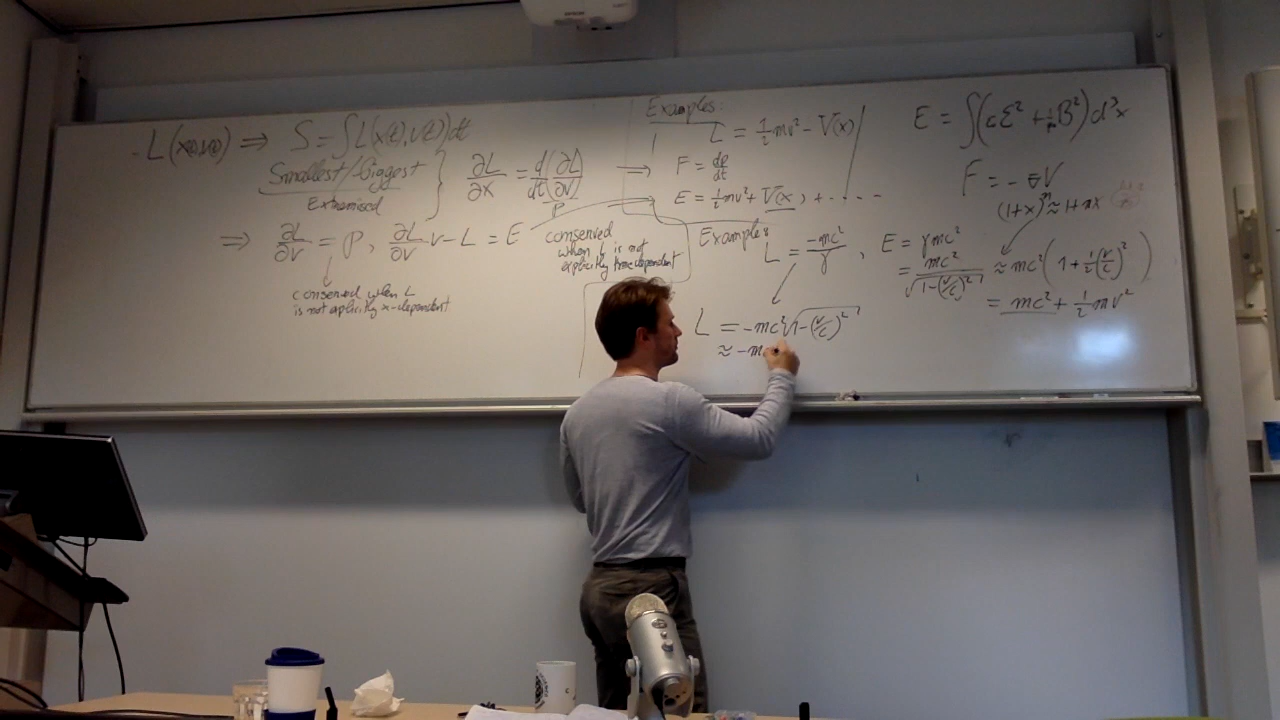 L(x(t),v(t)) ⇒ S = ∫L(x(t),v(t))dt
Smallest/Biggest
Extremised
∂L/∂x = d/dt(∂L/∂v)
P
⇒ ∂L/∂v = P, ∂L/∂v v - L = E
conserved when L
is not explicitly x-dependent
conserved
when L is not
explicitly time dependent
Examples:
L = ½mv² - V(x)
⇒ F = dp/dt
E = ½mv² + V(x) + ....
Example:
L = -mc²/γ, E = γmc²
= mc²/√(1-(v/c)²) ≈ mc²(1+½(v/c)²)
= mc² + ½mv²
L = -mc²√(1-(v/c)²)
≈ -m
E = ∫(εE² + B²)d³x
F = -∇V
(1+x)ⁿ ≈ 1+nx